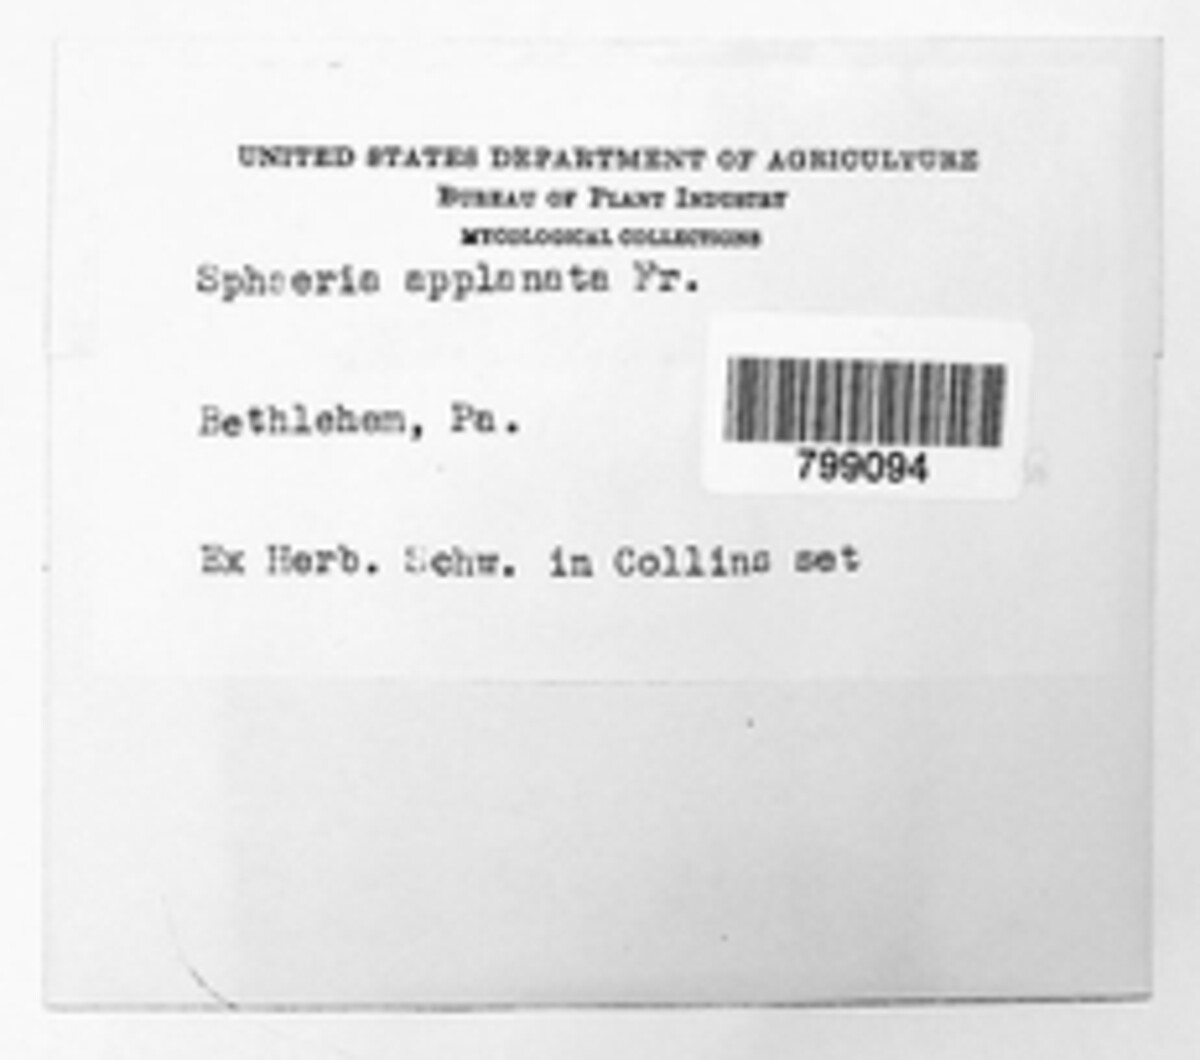 UNITED STATES DEPARTMENT OF AGRICULTURE
BUREAU OF PLANT INDUSTRY
MYCOLOGICAL COLLECTIONS
Sphaeria applanata Fr.
Bethlehem, Pa.
799094
Ex Herb. Schw. in Collins set